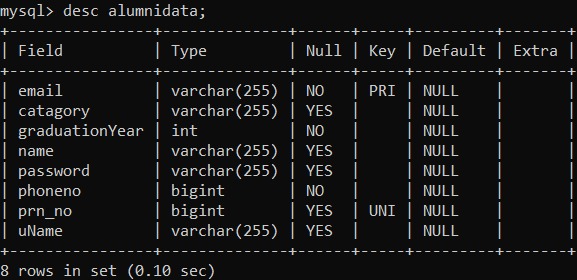 mysql> desc alumnidata;
+----------------+--------------+------+-----+---------+-------+
| Field          | Type         | Null | Key | Default | Extra |
+----------------+--------------+------+-----+---------+-------+
| email          | varchar(255) | NO   | PRI | NULL    |       |
| catagory       | varchar(255) | YES  |     | NULL    |       |
| graduationYear | int          | NO   |     | NULL    |       |
| name           | varchar(255) | YES  |     | NULL    |       |
| password       | varchar(255) | YES  |     | NULL    |       |
| phoneno        | bigint       | NO   |     | NULL    |       |
| prn_no         | bigint       | YES  | UNI | NULL    |       |
| uName          | varchar(255) | YES  |     | NULL    |       |
+----------------+--------------+------+-----+---------+-------+
8 rows in set (0.10 sec)